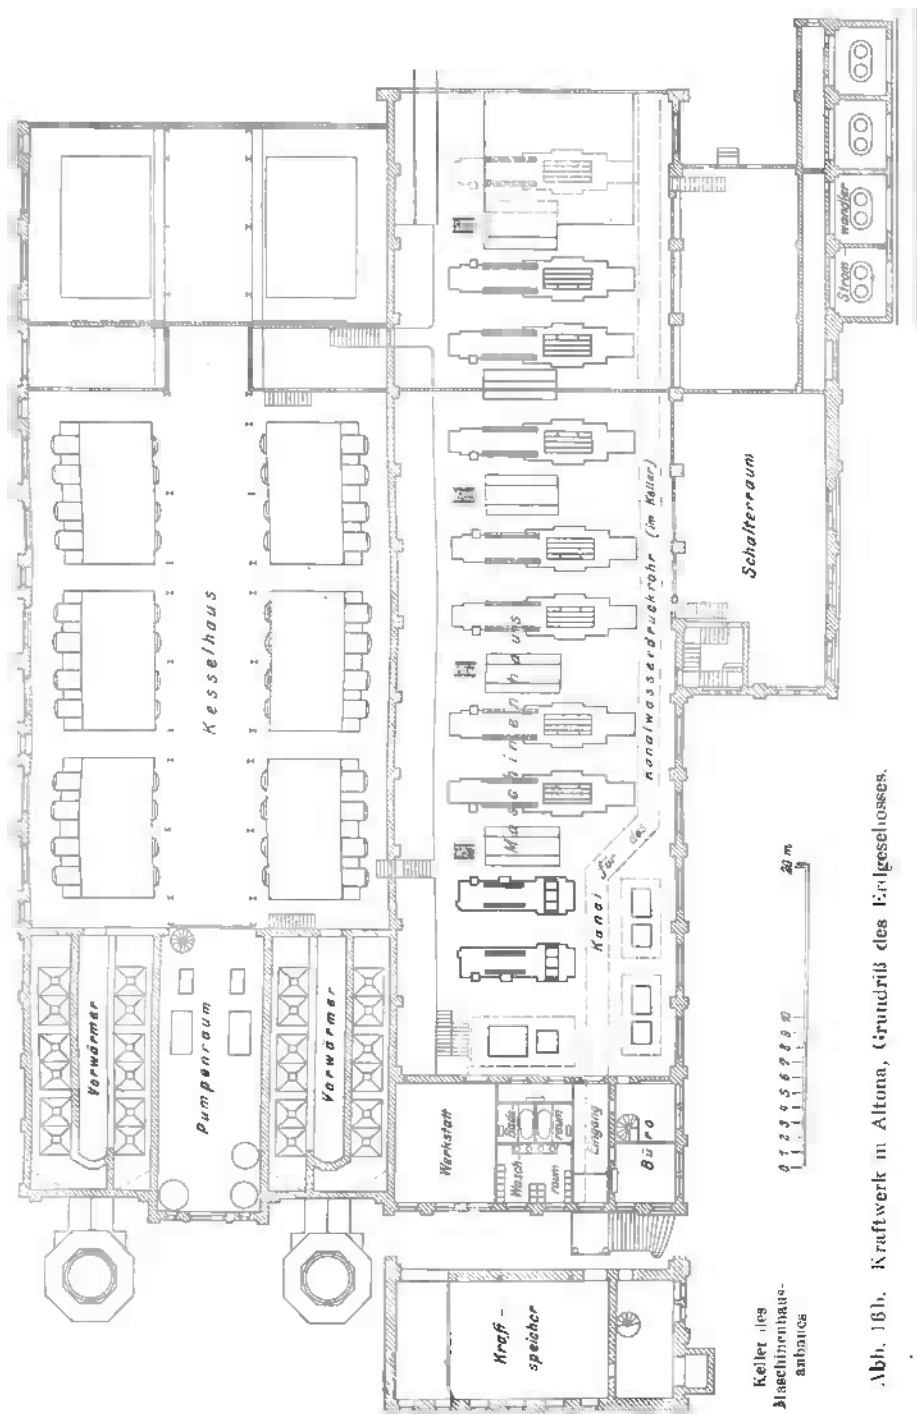 Vorwärmer
Pumpenraum
Vorwärmer
Kesselhaus
Werkstatt
Bade-
raum
Wasch
raum
Eingang
Büro
Maschinenhaus
Kanal
für das
Kanalwasserdruckrohr (im Keller)
Schalterraum
Strom
wandler
Kraft-
speicher
0 1 2 3 4 5 6 7 8 9 10
20 m
Keller des
Maschinenhaus-
anbaues
Abb. 16b. Kraftwerk in Altona, Grundriß des Erdgeschosses.